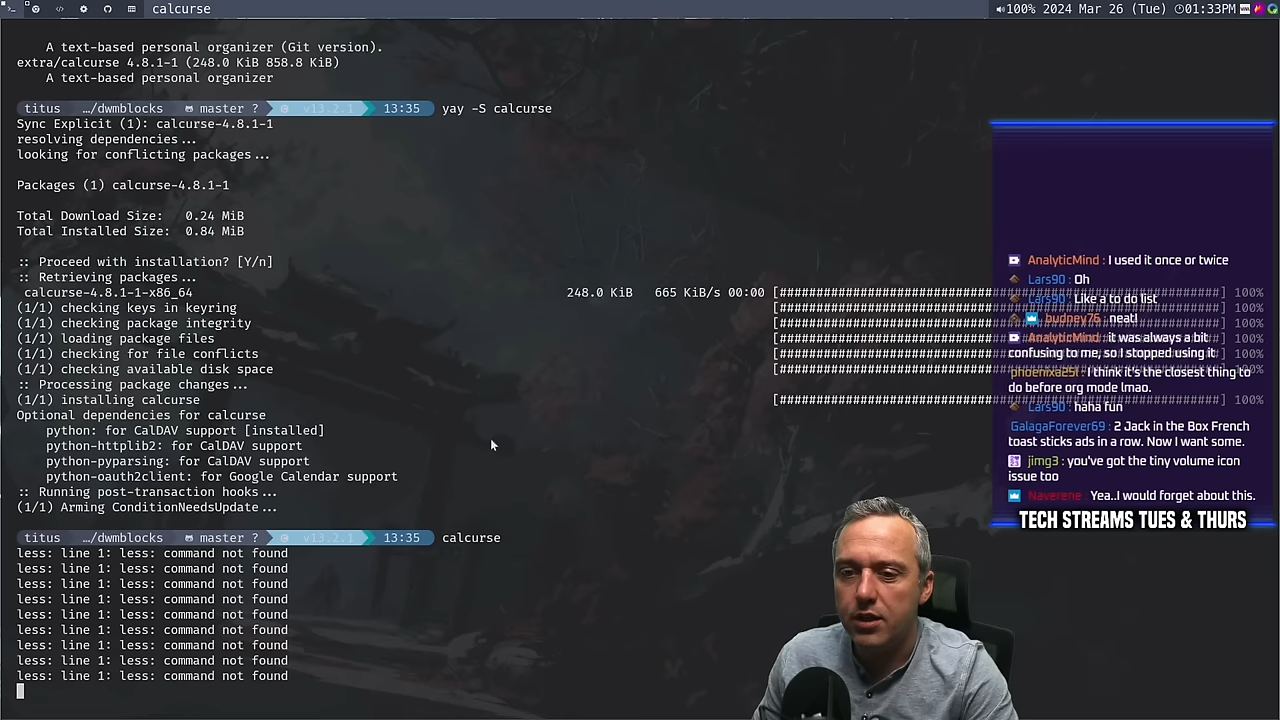 calcurse
100% 2024 Mar 26 (Tue) 01:33PM
A text-based personal organizer (Git version).
extra/calcurse 4.8.1-1 (248.0 KiB 858.8 KiB)
A text-based personal organizer
titus …/dwmblocks master ? v13.2.1 13:35 yay -S calcurse
Sync Explicit (1): calcurse-4.8.1-1
resolving dependencies...
looking for conflicting packages...
Packages (1) calcurse-4.8.1-1
Total Download Size: 0.24 MiB
Total Installed Size: 0.84 MiB
:: Proceed with installation? [Y/n]
:: Retrieving packages...
calcurse-4.8.1-1-x86_64 248.0 KiB 665 KiB/s 00:00 100%
(1/1) checking keys in keyring 100%
(1/1) checking package integrity 100%
(1/1) loading package files 100%
(1/1) checking for file conflicts 100%
(1/1) checking available disk space 100%
:: Processing package changes...
(1/1) installing calcurse 100%
Optional dependencies for calcurse
python: for CalDAV support [installed]
python-httplib2: for CalDAV support
python-pyparsing: for CalDAV support
python-oauth2client: for Google Calendar support
:: Running post-transaction hooks...
(1/1) Arming ConditionNeedsUpdate...
titus …/dwmblocks master ? v13.2.1 13:35 calcurse
less: line 1: less: command not found
less: line 1: less: command not found
less: line 1: less: command not found
less: line 1: less: command not found
less: line 1: less: command not found
less: line 1: less: command not found
less: line 1: less: command not found
less: line 1: less: command not found
less: line 1: less: command not found
AnalyticMind : I used it once or twice
Lars90 : Oh
Lars90 : Like a to do list
budney76 : neat!
AnalyticMind : it was always a bit
confusing to me, so I stopped using it
phoenixa251 : I think it's the closest thing to
do before org mode lmao.
Lars90 : haha fun
GalagaForever69 : 2 Jack in the Box French
toast sticks ads in a row. Now I want some.
jimg3 : you've got the tiny volume icon
issue too
Naverene : Yea..I would forget about this.
TECH STREAMS TUES & THURS